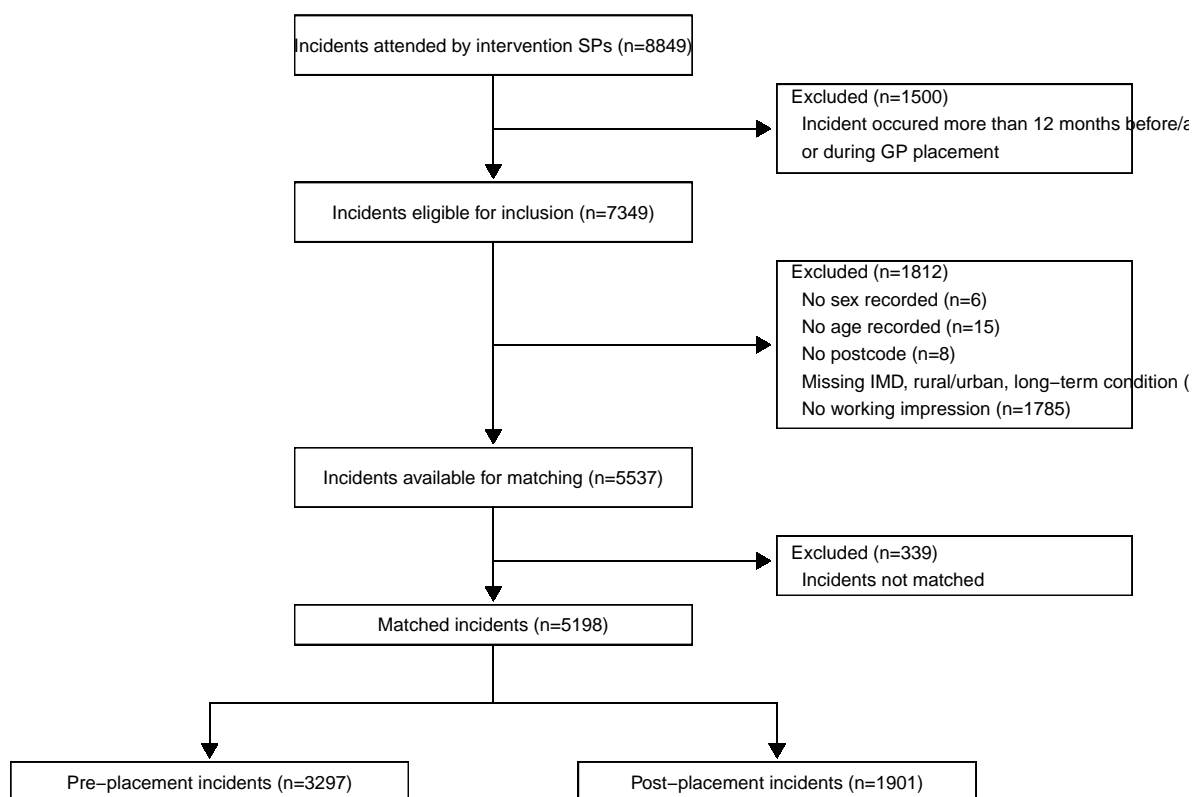 Incidents attended by intervention SPs (n=8849)
Excluded (n=1500)
Incident occured more than 12 months before/a
or during GP placement
Incidents eligible for inclusion (n=7349)
Excluded (n=1812)
No sex recorded (n=6)
No age recorded (n=15)
No postcode (n=8)
Missing IMD, rural/urban, long−term condition (
No working impression (n=1785)
Incidents available for matching (n=5537)
Excluded (n=339)
Incidents not matched
Matched incidents (n=5198)
Pre−placement incidents (n=3297)
Post−placement incidents (n=1901)